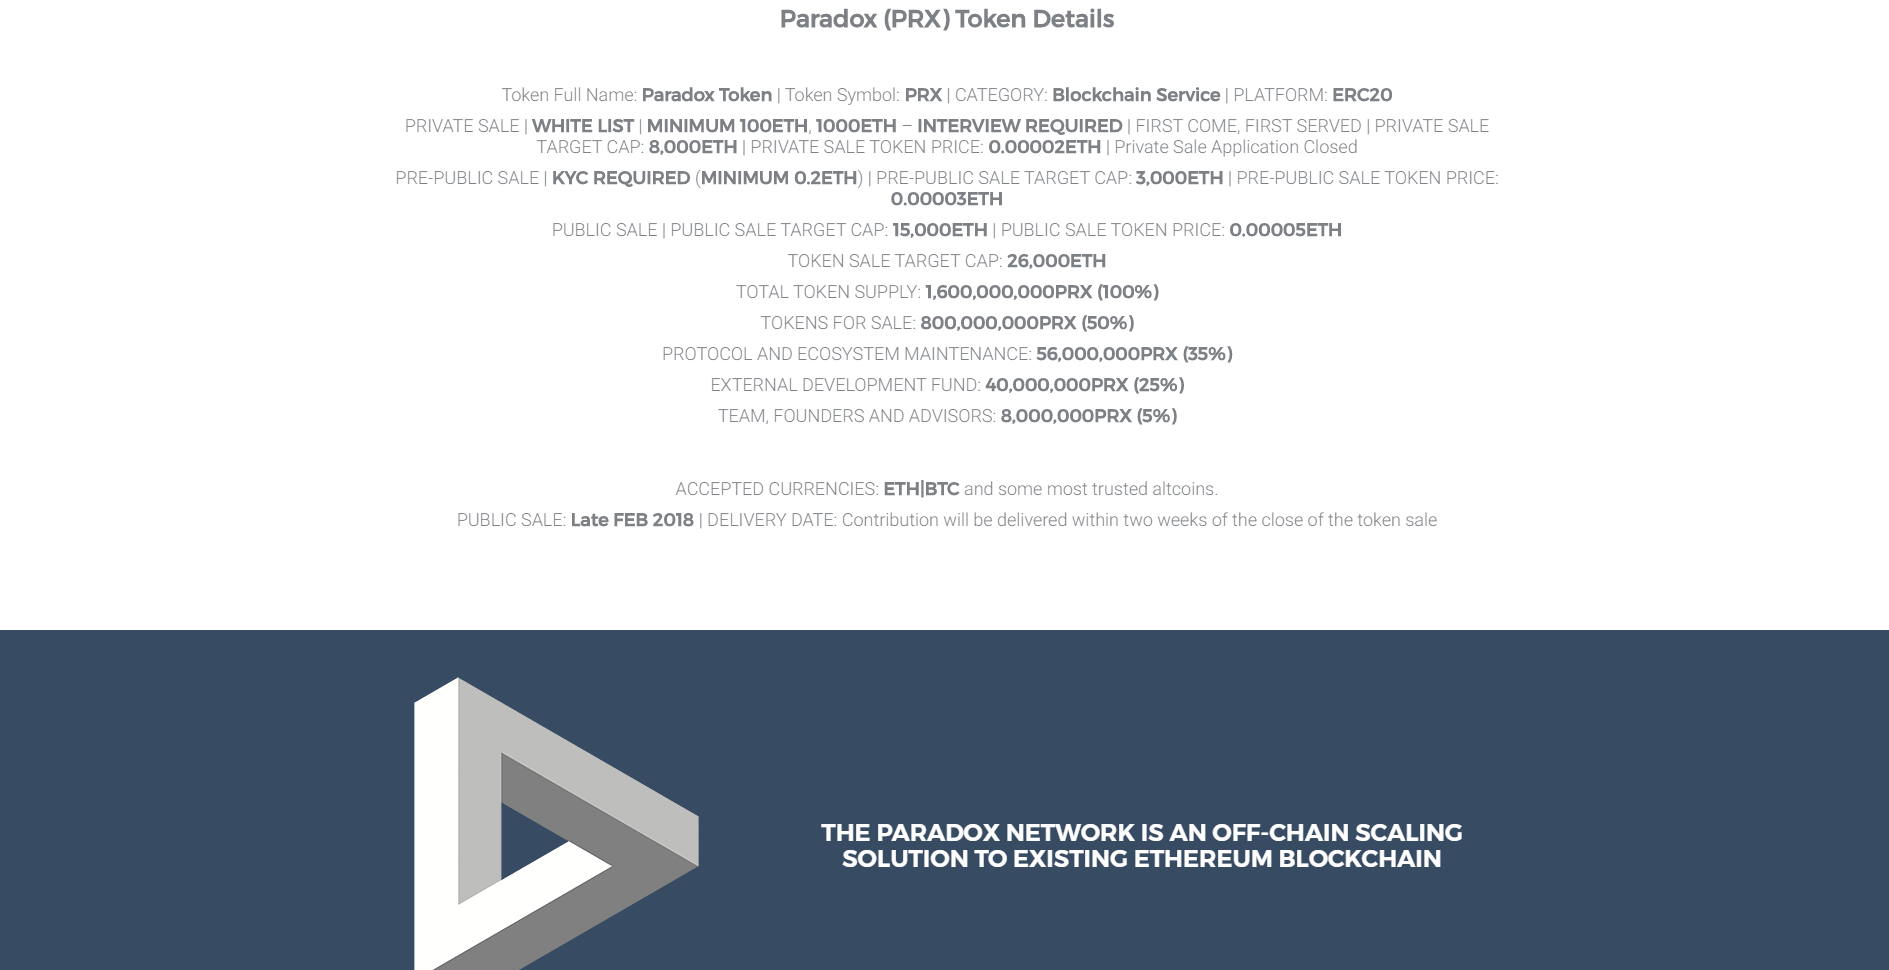 Paradox (PRX) Token Details
Token Full Name: Paradox Token | Token Symbol: PRX | CATEGORY: Blockchain Service | PLATFORM: ERC20
PRIVATE SALE | WHITE LIST | MINIMUM 100ETH, 1000ETH – INTERVIEW REQUIRED | FIRST COME, FIRST SERVED | PRIVATE SALE
TARGET CAP: 8,000ETH | PRIVATE SALE TOKEN PRICE: 0.00002ETH | Private Sale Application Closed
PRE-PUBLIC SALE | KYC REQUIRED (MINIMUM 0.2ETH) | PRE-PUBLIC SALE TARGET CAP: 3,000ETH | PRE-PUBLIC SALE TOKEN PRICE:
0.00003ETH
PUBLIC SALE | PUBLIC SALE TARGET CAP: 15,000ETH | PUBLIC SALE TOKEN PRICE: 0.00005ETH
TOKEN SALE TARGET CAP: 26,000ETH
TOTAL TOKEN SUPPLY: 1,600,000,000PRX (100%)
TOKENS FOR SALE: 800,000,000PRX (50%)
PROTOCOL AND ECOSYSTEM MAINTENANCE: 56,000,000PRX (35%)
EXTERNAL DEVELOPMENT FUND: 40,000,000PRX (25%)
TEAM, FOUNDERS AND ADVISORS: 8,000,000PRX (5%)
ACCEPTED CURRENCIES: ETH|BTC and some most trusted altcoins.
PUBLIC SALE: Late FEB 2018 | DELIVERY DATE: Contribution will be delivered within two weeks of the close of the token sale
THE PARADOX NETWORK IS AN OFF-CHAIN SCALING
SOLUTION TO EXISTING ETHEREUM BLOCKCHAIN